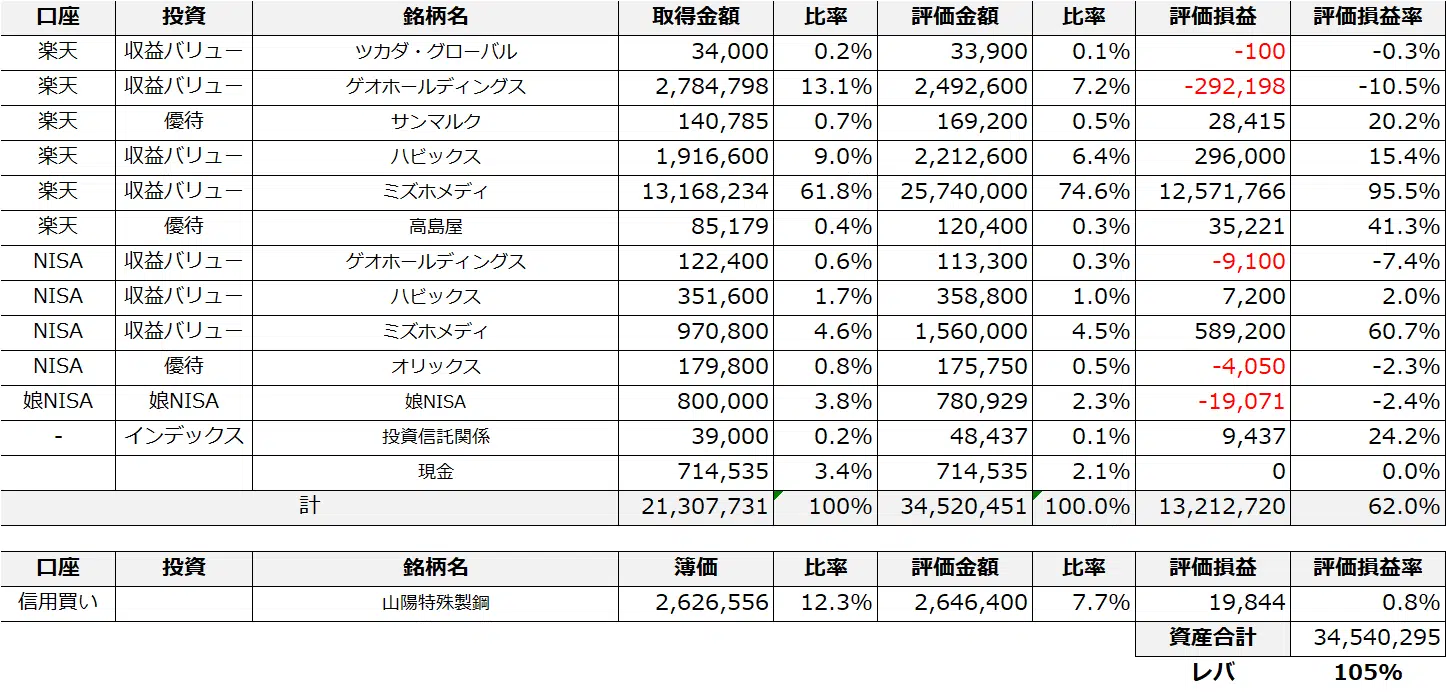 口座 投資 銘柄名 取得金額 比率 評価金額 比率 評価損益 評価損益率
楽天 収益バリュー ツカダ・グローバル 34,000 0.2% 33,900 0.1% -100 -0.3%
楽天 収益バリュー ゲオホールディングス 2,784,798 13.1% 2,492,600 7.2% -292,198 -10.5%
楽天 優待 サンマルク 140,785 0.7% 169,200 0.5% 28,415 20.2%
楽天 収益バリュー ハビックス 1,916,600 9.0% 2,212,600 6.4% 296,000 15.4%
楽天 収益バリュー ミズホメディ 13,168,234 61.8% 25,740,000 74.6% 12,571,766 95.5%
楽天 優待 高島屋 85,179 0.4% 120,400 0.3% 35,221 41.3%
NISA 収益バリュー ゲオホールディングス 122,400 0.6% 113,300 0.3% -9,100 -7.4%
NISA 収益バリュー ハビックス 351,600 1.7% 358,800 1.0% 7,200 2.0%
NISA 収益バリュー ミズホメディ 970,800 4.6% 1,560,000 4.5% 589,200 60.7%
NISA 優待 オリックス 179,800 0.8% 175,750 0.5% -4,050 -2.3%
娘NISA 娘NISA 娘NISA 800,000 3.8% 780,929 2.3% -19,071 -2.4%
- インデックス 投資信託関係 39,000 0.2% 48,437 0.1% 9,437 24.2%
現金 714,535 3.4% 714,535 2.1% 0 0.0%
計 21,307,731 100% 34,520,451 100.0% 13,212,720 62.0%
口座 投資 銘柄名 簿価 比率 評価金額 比率 評価損益 評価損益率
信用買い 山陽特殊製鋼 2,626,556 12.3% 2,646,400 7.7% 19,844 0.8%
資産合計 34,540,295
レバ 105%